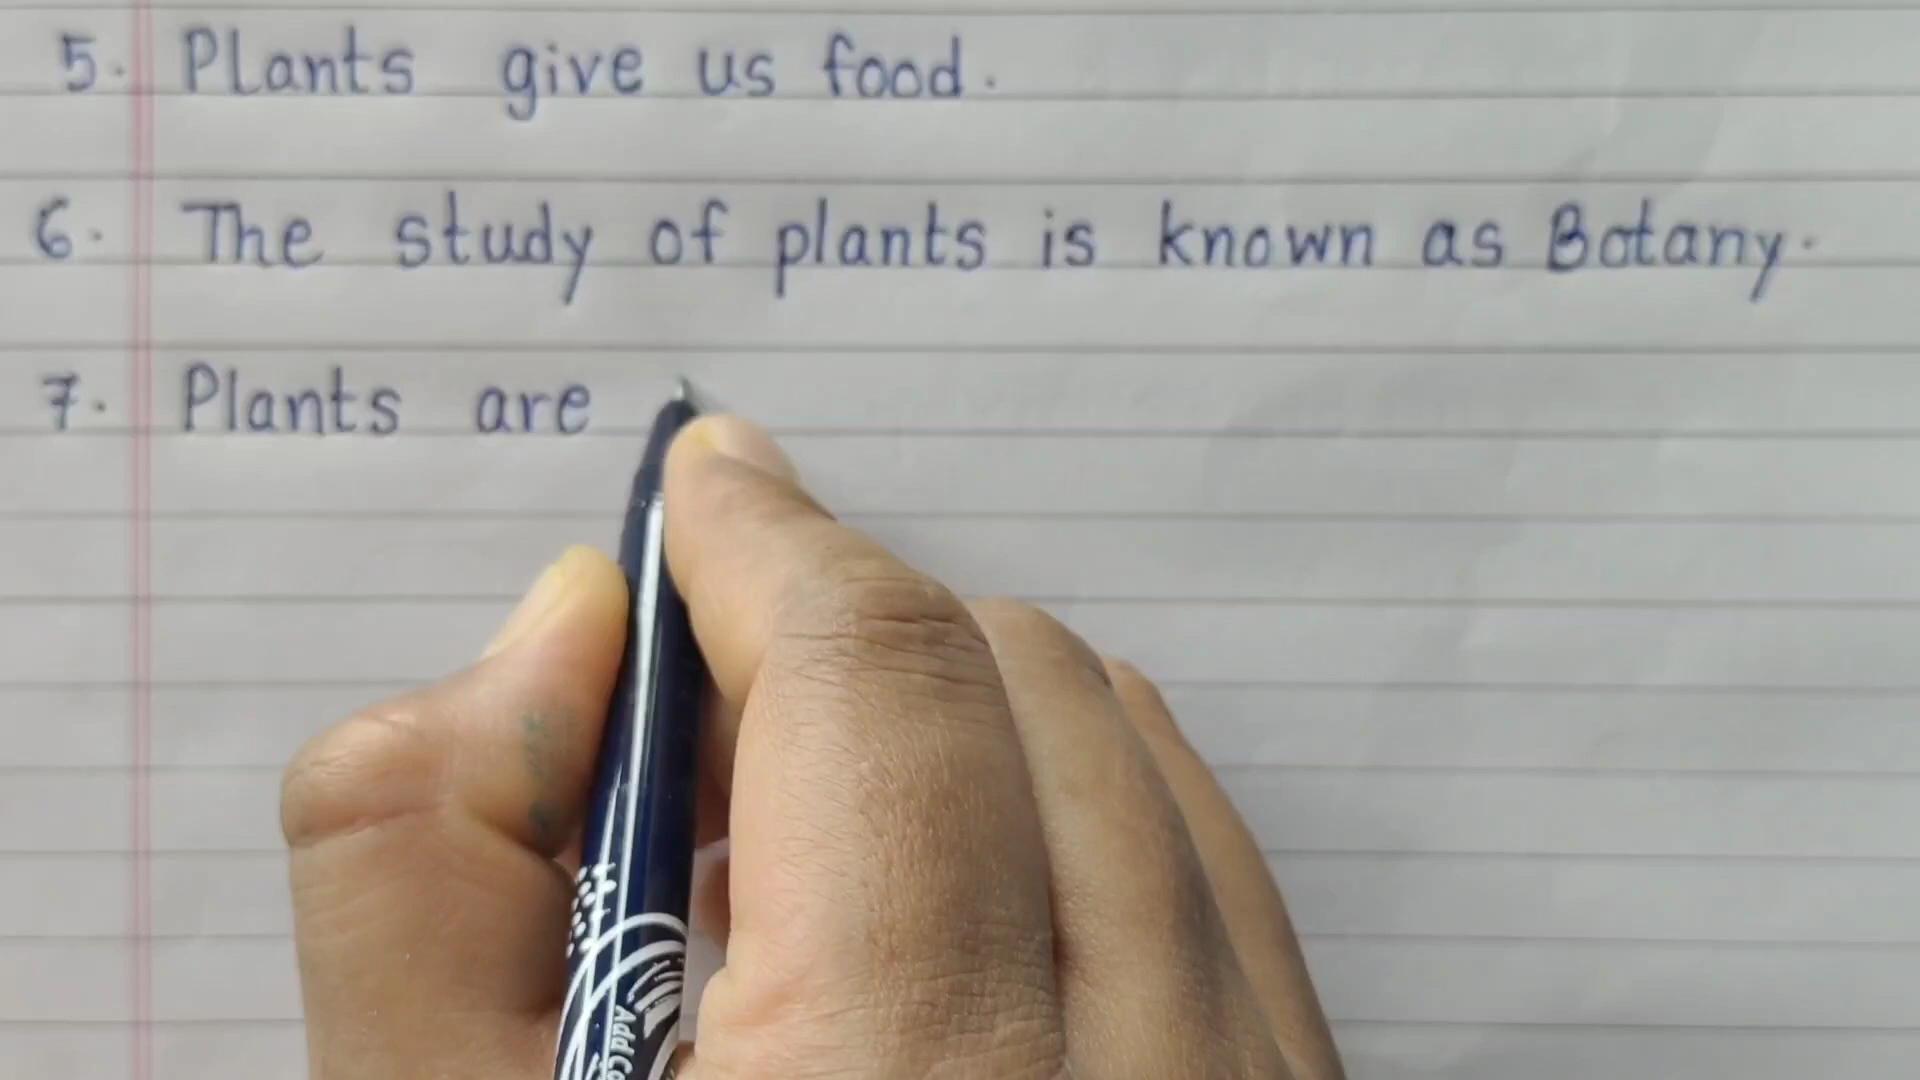 5. Plants give us food.
6. The study of plants is known as Botany.
7. Plants are